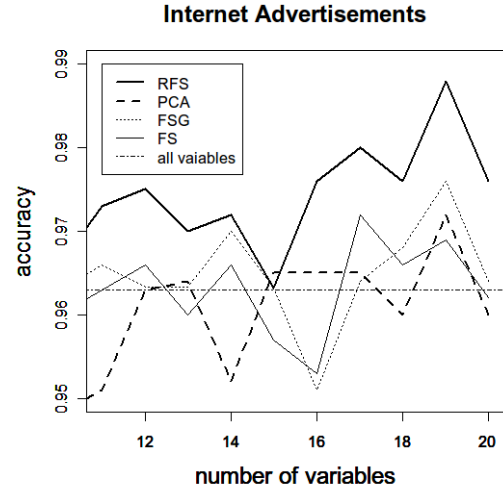 Internet Advertisements
0.99
0.98
0.97
0.96
0.95
accuracy
RFS
PCA
FSG
FS
all vaiables
12 14 16 18 20
number of variables